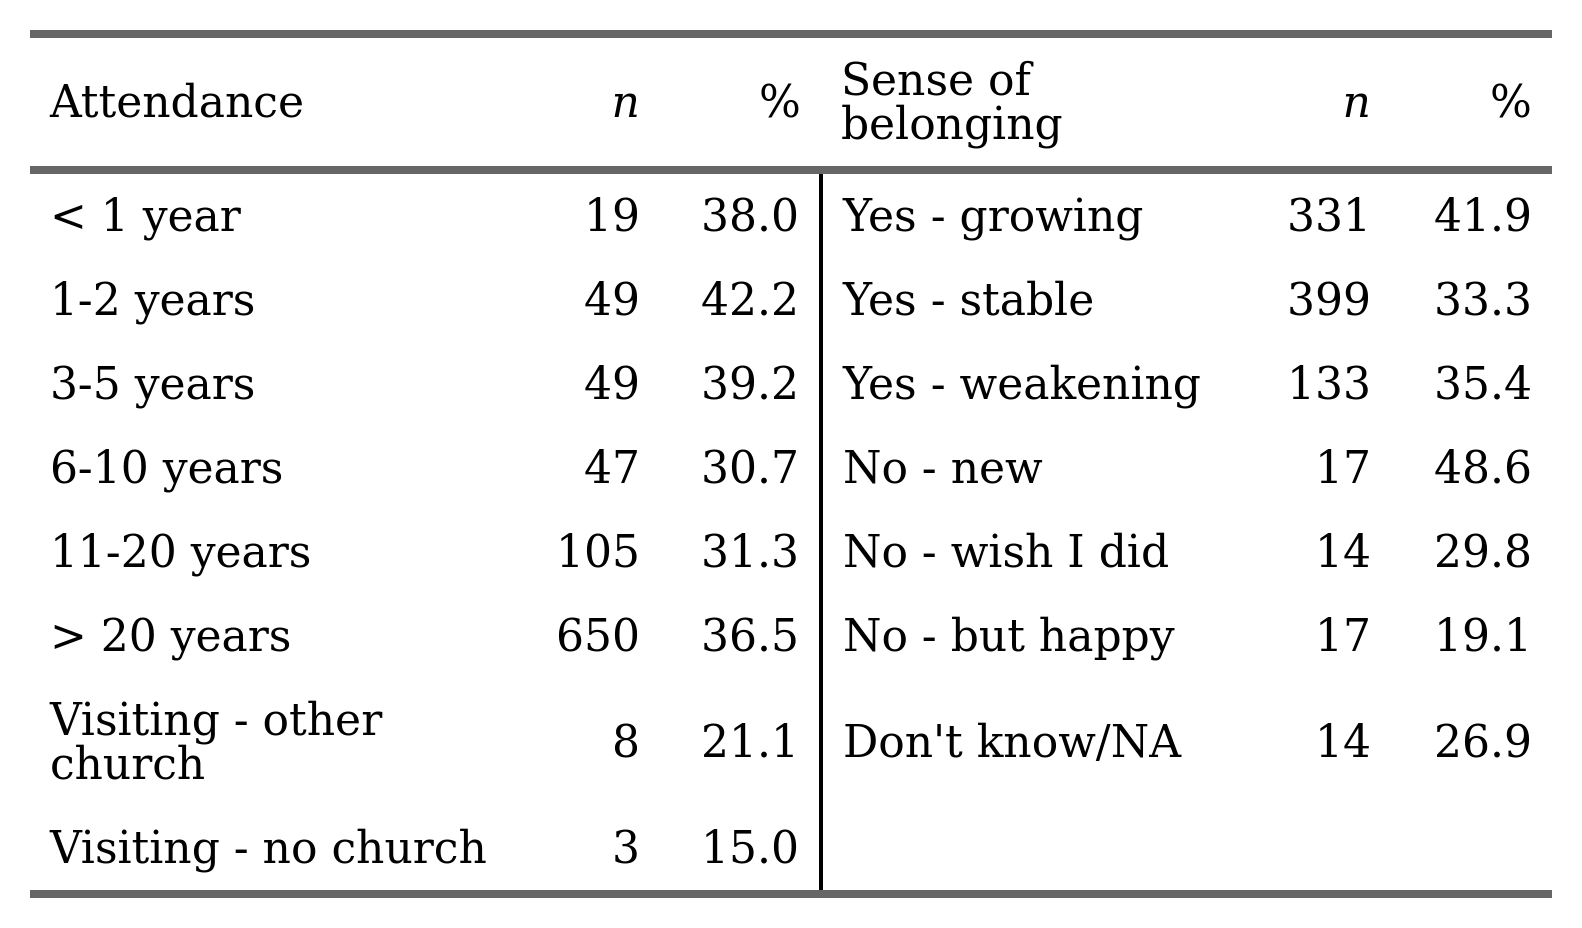 Attendance n % Sense of belonging n %
< 1 year 19 38.0 Yes - growing 331 41.9
1-2 years 49 42.2 Yes - stable 399 33.3
3-5 years 49 39.2 Yes - weakening 133 35.4
6-10 years 47 30.7 No - new 17 48.6
11-20 years 105 31.3 No - wish I did 14 29.8
> 20 years 650 36.5 No - but happy 17 19.1
Visiting - other church 8 21.1 Don't know/NA 14 26.9
Visiting - no church 3 15.0